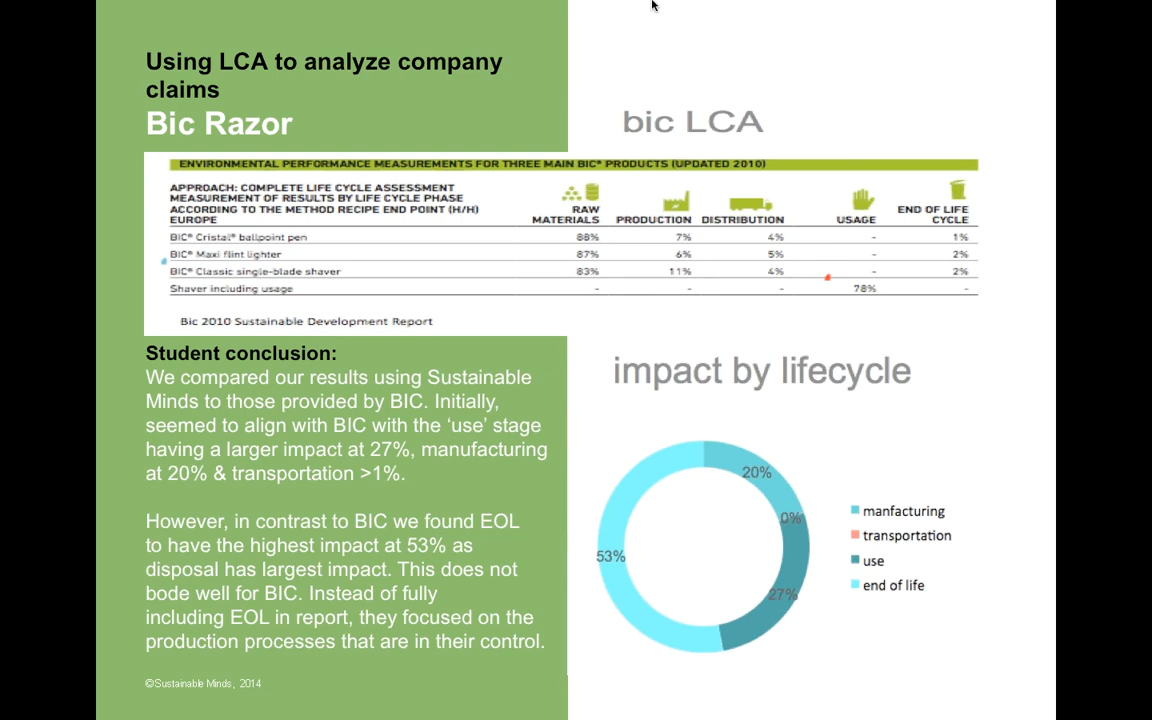 Using LCA to analyze company
claims
Bic Razor
bic LCA
ENVIRONMENTAL PERFORMANCE MEASUREMENTS FOR THREE MAIN BIC® PRODUCTS (UPDATED 2010)
APPROACH: COMPLETE LIFE CYCLE ASSESSMENT
MEASUREMENT OF RESULTS BY LIFE CYCLE PHASE
ACCORDING TO THE METHOD RECIPE END POINT (H/H)
EUROPE
RAW
MATERIALS
PRODUCTION
DISTRIBUTION
USAGE
END OF LIFE
CYCLE
BIC® Cristal® ballpoint pen 88% 7% 4% - 1%
BIC® Maxi flint lighter 87% 6% 5% - 2%
BIC® Classic single-blade shaver 83% 11% 4% - 2%
Shaver including usage - - - 78% -
Bic 2010 Sustainable Development Report
Student conclusion:
We compared our results using Sustainable
Minds to those provided by BIC. Initially,
seemed to align with BIC with the ‘use’ stage
having a larger impact at 27%, manufacturing
at 20% & transportation >1%.
However, in contrast to BIC we found EOL
to have the highest impact at 53% as
disposal has largest impact. This does not
bode well for BIC. Instead of fully
including EOL in report, they focused on the
production processes that are in their control.
©Sustainable Minds, 2014
impact by lifecycle
20%
0%
53%
27%
manfacturing
transportation
use
end of life